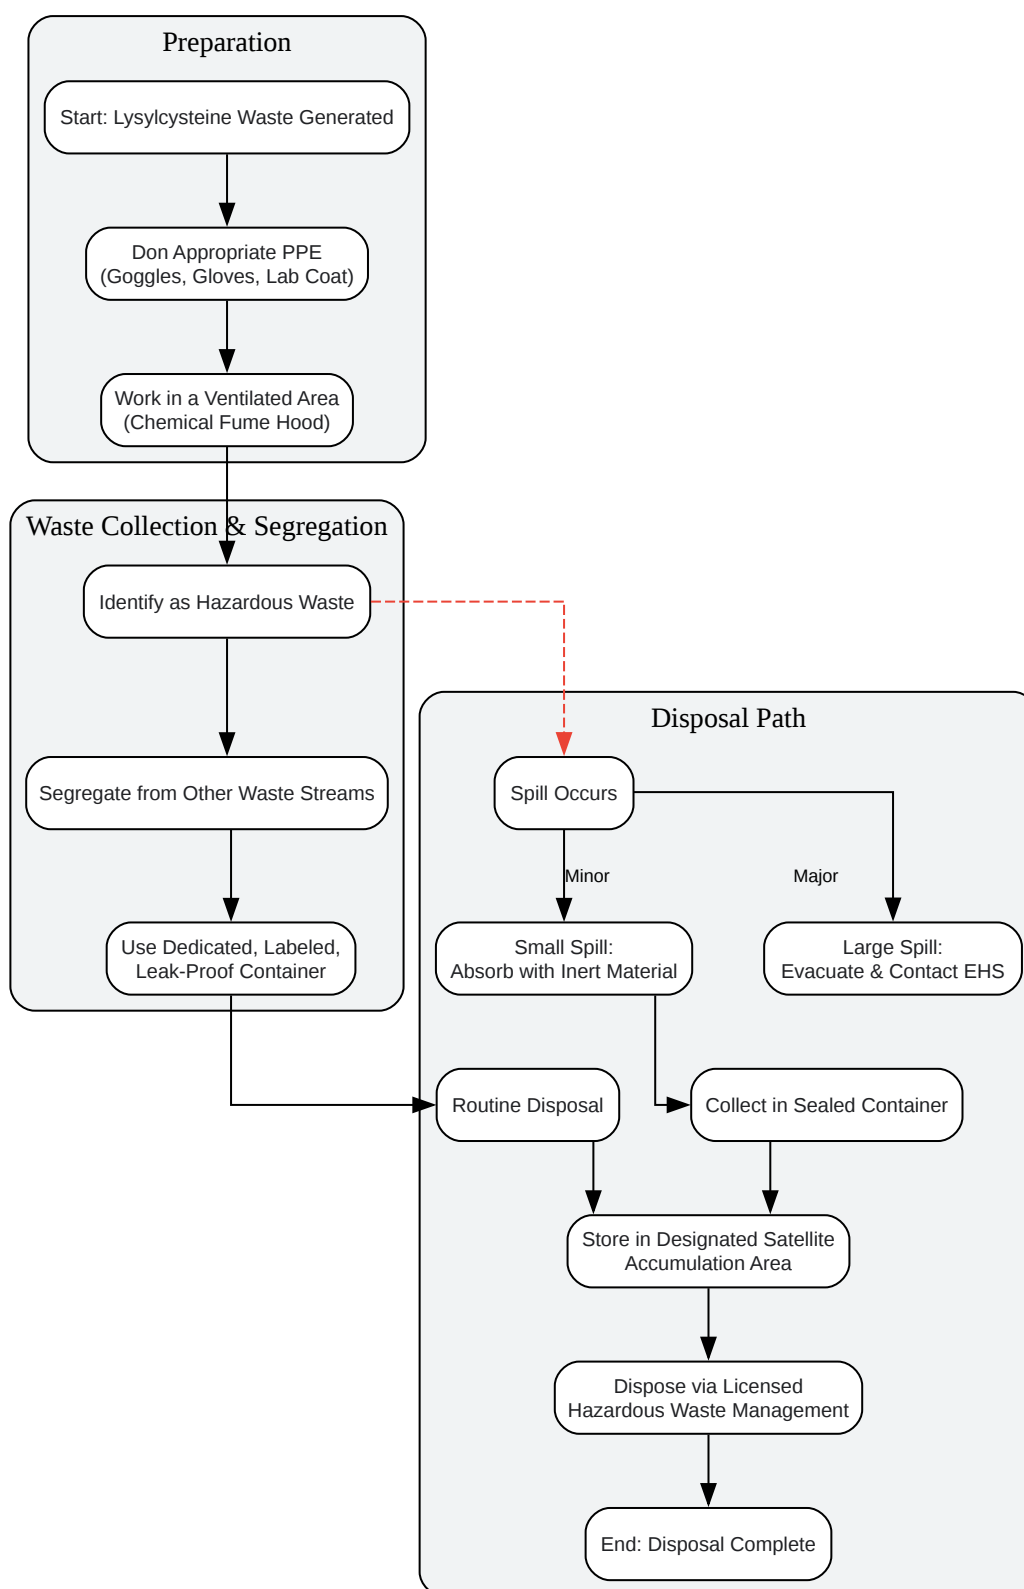 Preparation
Start: Lysylcysteine Waste Generated
Don Appropriate PPE
(Goggles, Gloves, Lab Coat)
Work in a Ventilated Area
(Chemical Fume Hood)
Waste Collection & Segregation
Identify as Hazardous Waste
Segregate from Other Waste Streams
Use Dedicated, Labeled,
Leak-Proof Container
Disposal Path
Spill Occurs
Minor
Major
Small Spill:
Absorb with Inert Material
Large Spill:
Evacuate & Contact EHS
Routine Disposal
Collect in Sealed Container
Store in Designated Satellite
Accumulation Area
Dispose via Licensed
Hazardous Waste Management
End: Disposal Complete